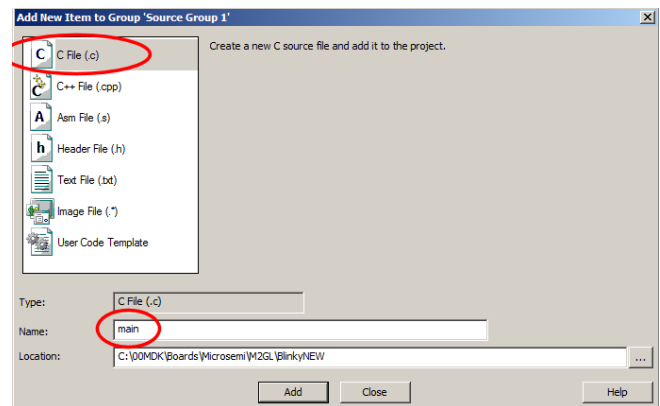 Add New Item to Group 'Source Group 1'
C File (.c)
Create a new C source file and add it to the project.
C++ File (.cpp)
Asm File (.s)
Header File (.h)
Text File (.txt)
Image File (.*)
User Code Template
Type:
C File (.c)
Name:
main
Location:
C:\00MDK\Boards\Microsemi\M2GL\BlinkyNEW
...
Add
Close
Help